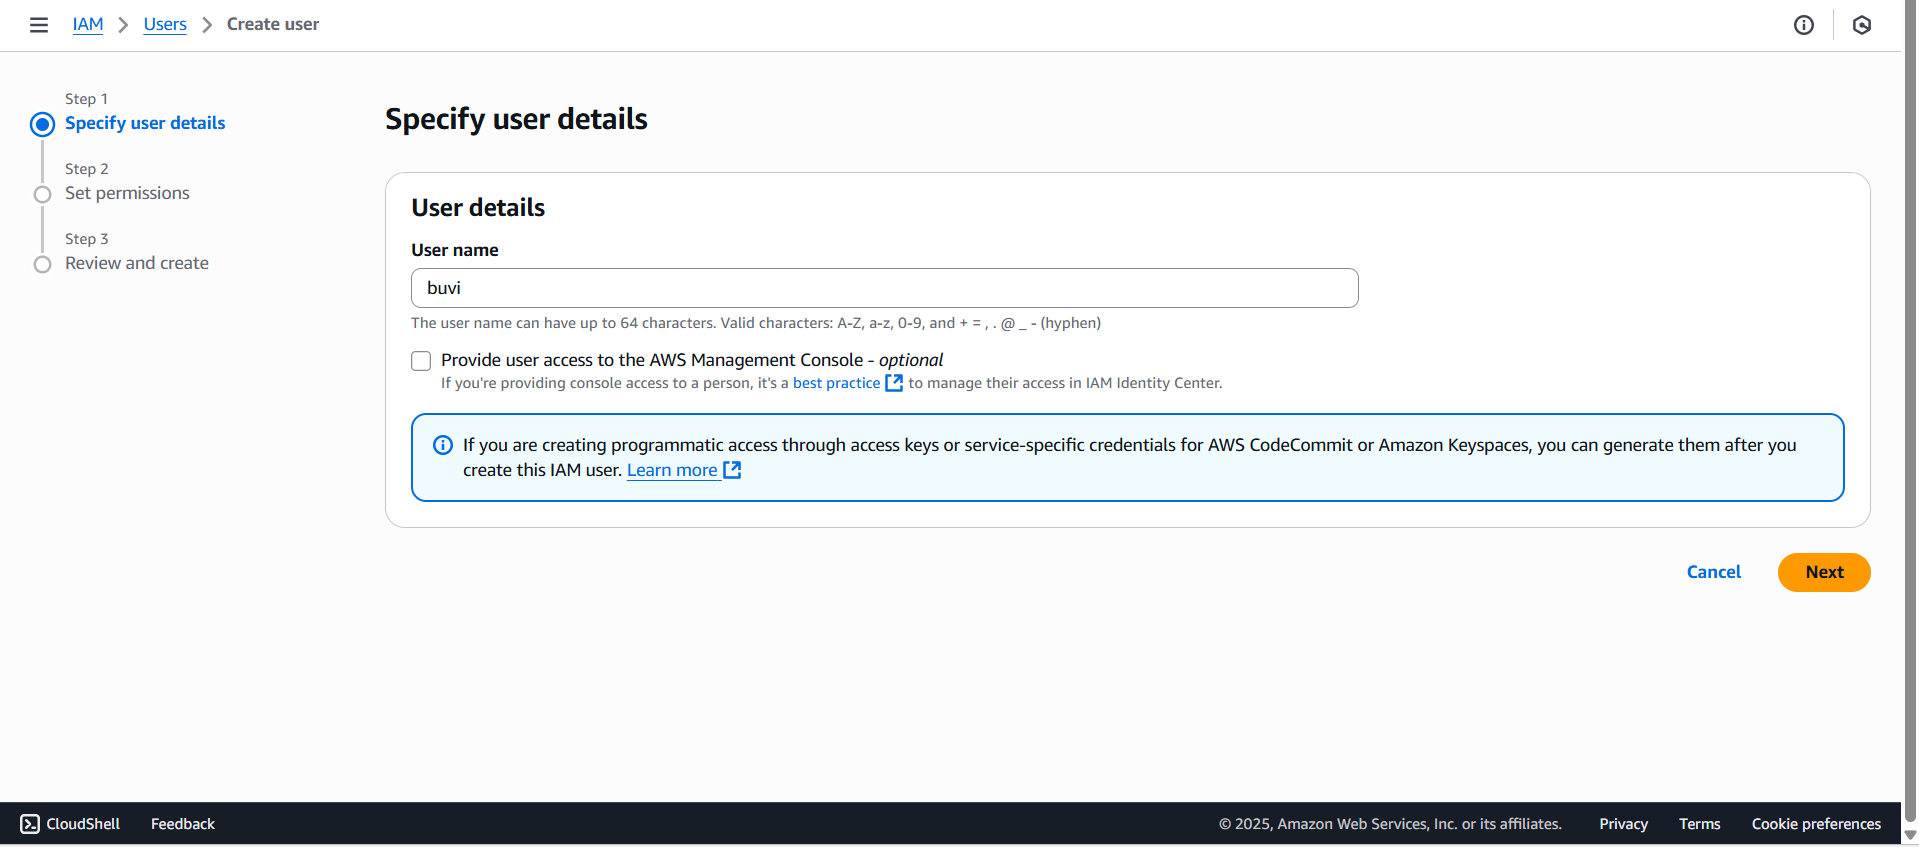 IAM > Users > Create user
Step 1
Specify user details
Step 2
Set permissions
Step 3
Review and create
Specify user details
User details
User name
buvi
The user name can have up to 64 characters. Valid characters: A-Z, a-z, 0-9, and + = , . @ _ - (hyphen)
Provide user access to the AWS Management Console - optional
If you're providing console access to a person, it's a best practice to manage their access in IAM Identity Center.
If you are creating programmatic access through access keys or service-specific credentials for AWS CodeCommit or Amazon Keyspaces, you can generate them after you
create this IAM user. Learn more
Cancel Next
CloudShell Feedback © 2025, Amazon Web Services, Inc. or its affiliates. Privacy Terms Cookie preferences